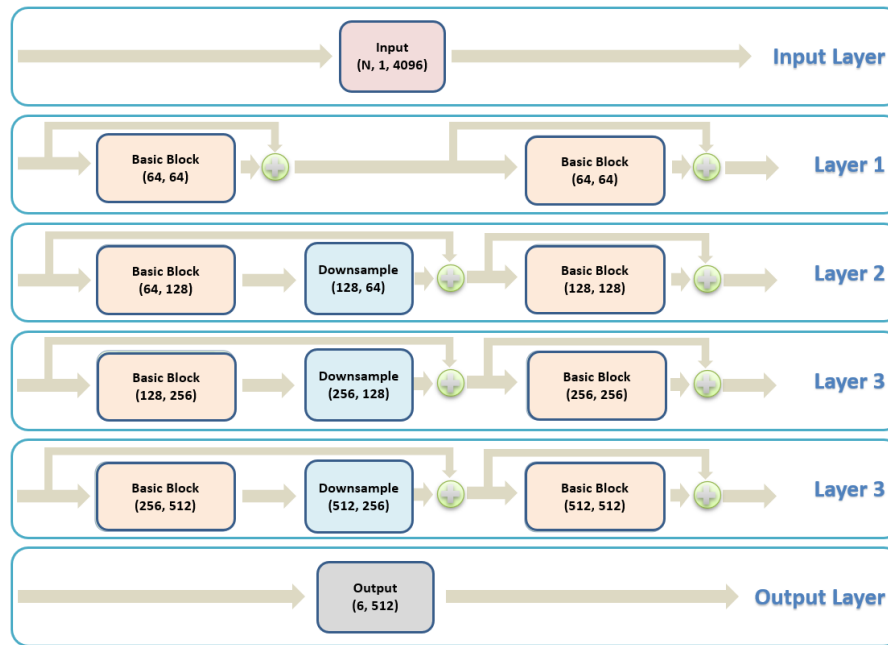 Input
(N, 1, 4096)
Input Layer
Basic Block
(64, 64)
Basic Block
(64, 64)
Layer 1
Basic Block
(64, 128)
Downsample
(128, 64)
Basic Block
(128, 128)
Layer 2
Basic Block
(128, 256)
Downsample
(256, 128)
Basic Block
(256, 256)
Layer 3
Basic Block
(256, 512)
Downsample
(512, 256)
Basic Block
(512, 512)
Layer 3
Output
(6, 512)
Output Layer